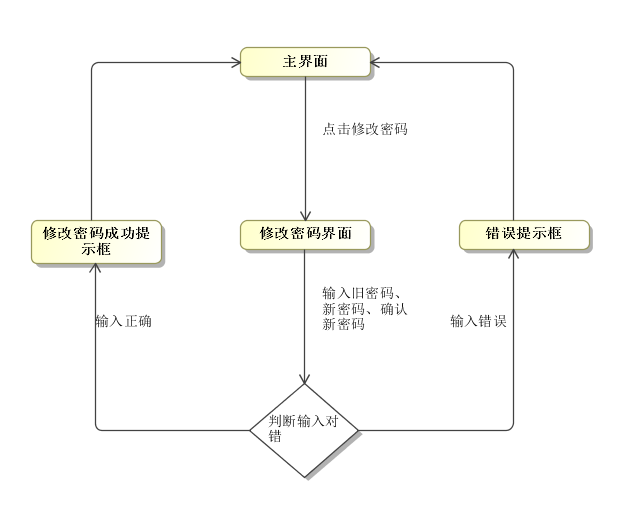 主界面
点击修改密码
修改密码成功提
示框
修改密码界面
错误提示框
输入旧密码、
新密码、确认
新密码
输入正确
输入错误
判断输入对
错